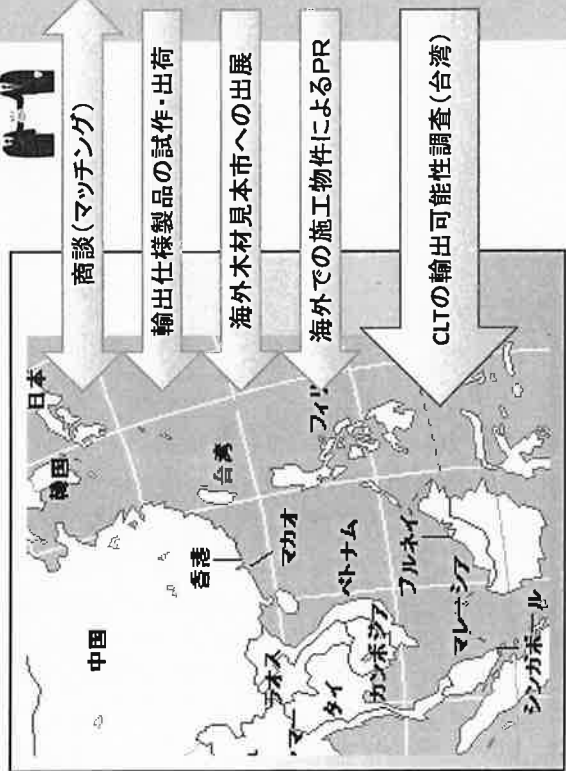 商談(マッチング)
輸出仕様製品の試作・出荷
海外木材見本市への出展
海外での施工物件によるPR
CLTの輸出可能性調査(台湾)
日本
韓国
中国
台湾
香港
マカオ
フィリ
ベトナム
ラオス
マー
タイ
カンボジア
ブルネイ
マレーシア
シンガポール